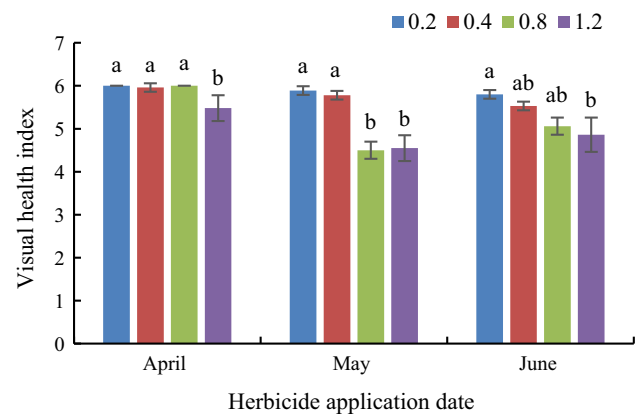 0.2 0.4 0.8 1.2
7
6
5
4
3
2
1
0
Visual health index
a a a b
a a b b
a ab ab b
April May June
Herbicide application date